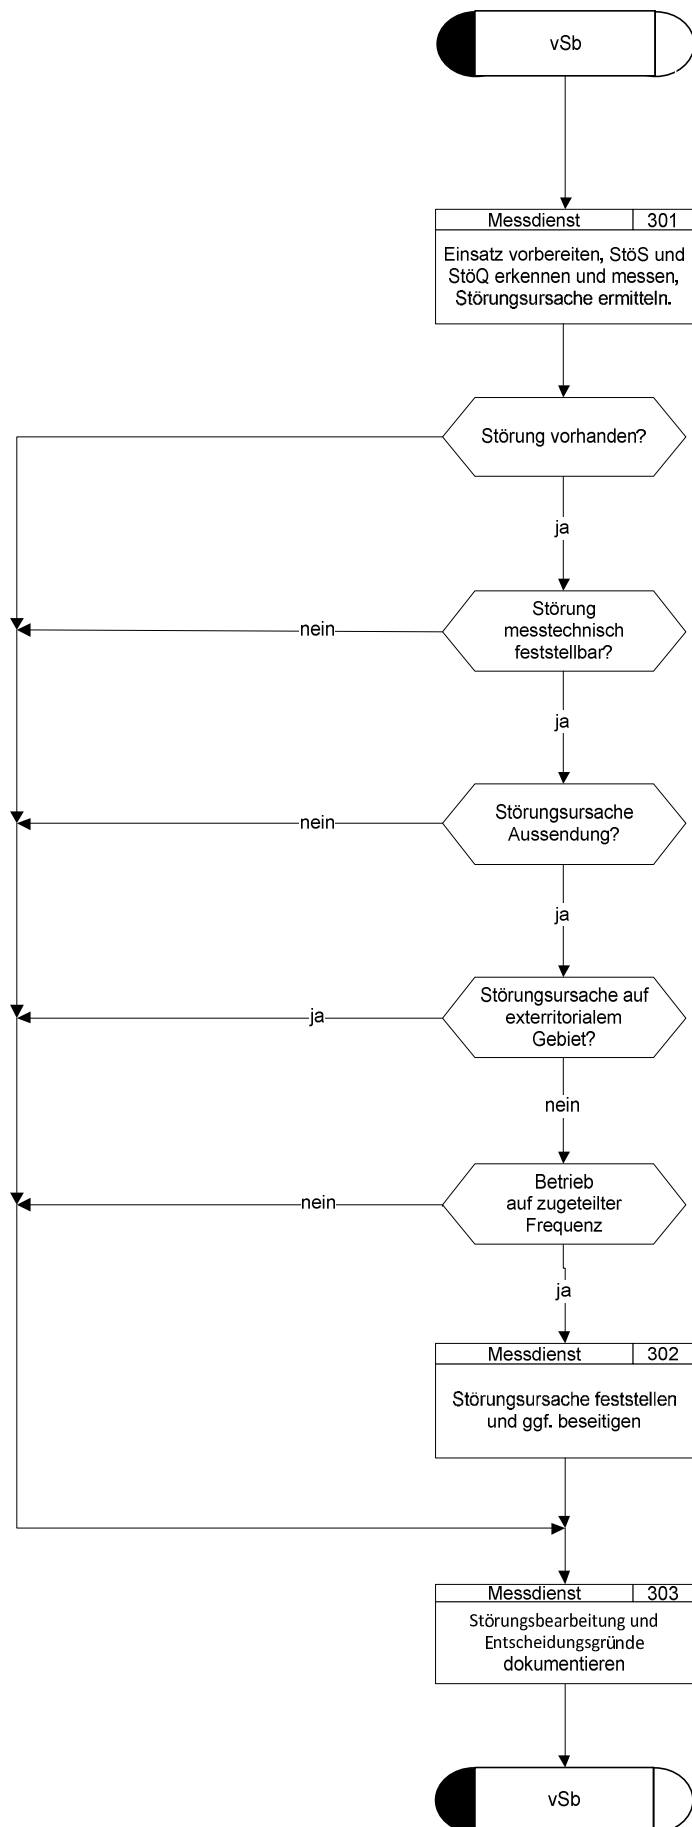 vSb
Messdienst 301
Einsatz vorbereiten, StöS und
StöQ erkennen und messen,
Störungsursache ermitteln.
Störung vorhanden?
ja
Störung
messtechnisch
feststellbar?
nein
ja
Störungsursache
Aussendung?
nein
ja
Störungsursache auf
exterritorialem
Gebiet?
ja
nein
Betrieb
auf zugeteilter
Frequenz
nein
ja
Messdienst 302
Störungsursache feststellen
und ggf. beseitigen
Messdienst 303
Störungsbearbeitung und
Entscheidungsgründe
dokumentieren
vSb